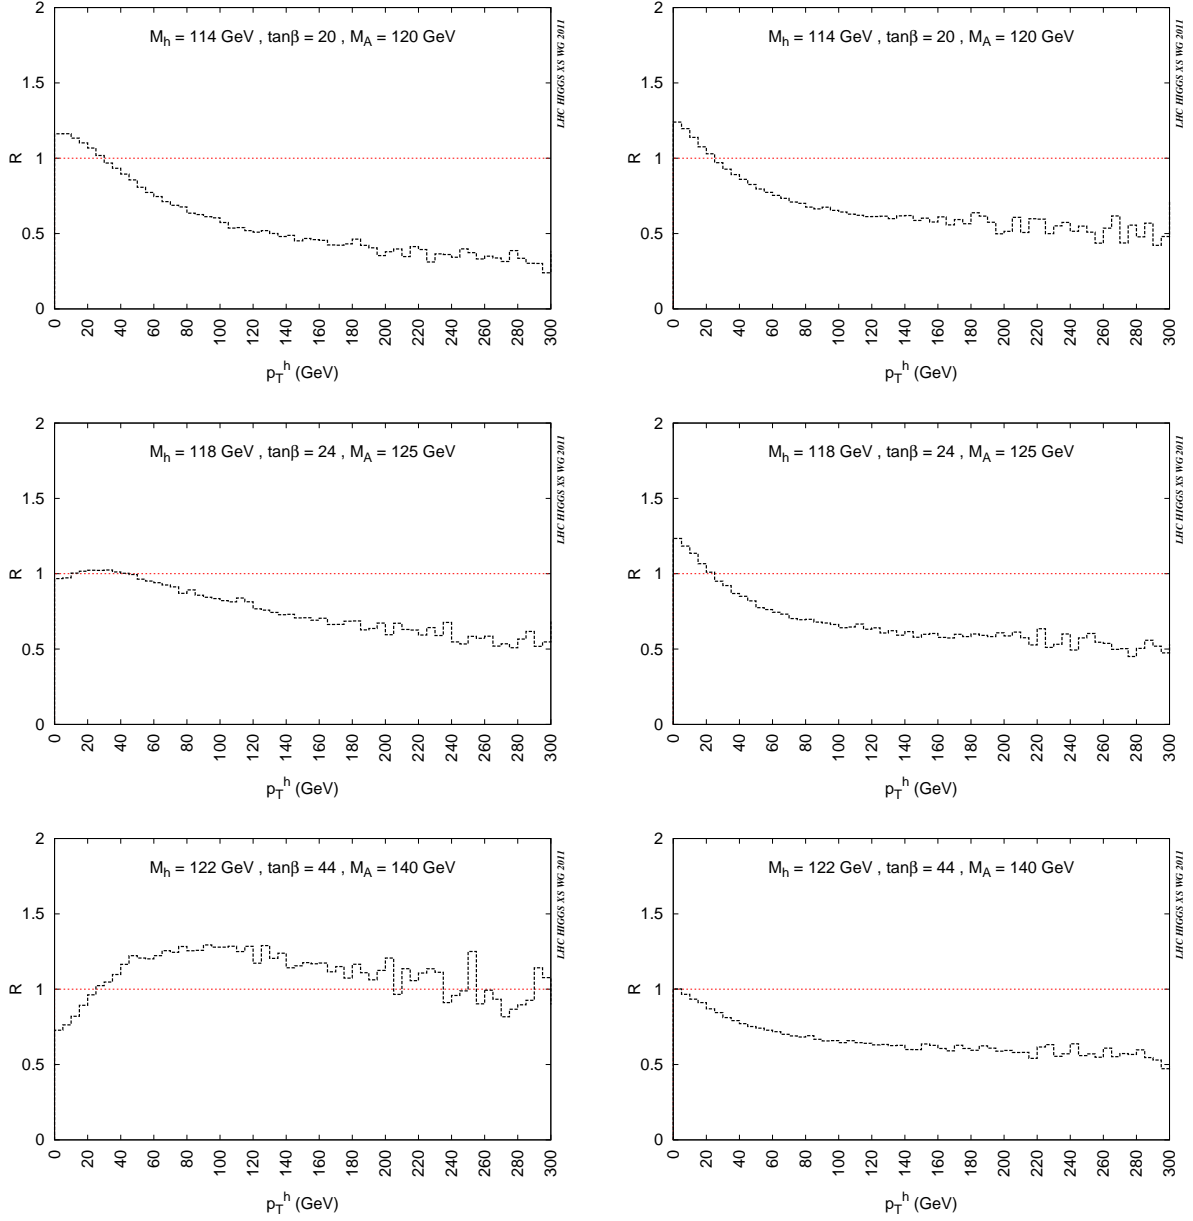 M_h = 114 GeV , tanβ = 20 , M_A = 120 GeV
LHC HIGGS XS WG 2011
R
2
1.5
1
0.5
0
0 20 40 60 80 100 120 140 160 180 200 220 240 260 280 300
p_T^h (GeV)
M_h = 114 GeV , tanβ = 20 , M_A = 120 GeV
LHC HIGGS XS WG 2011
R
2
1.5
1
0.5
0
0 20 40 60 80 100 120 140 160 180 200 220 240 260 280 300
p_T^h (GeV)
M_h = 118 GeV , tanβ = 24 , M_A = 125 GeV
LHC HIGGS XS WG 2011
R
2
1.5
1
0.5
0
0 20 40 60 80 100 120 140 160 180 200 220 240 260 280 300
p_T^h (GeV)
M_h = 118 GeV , tanβ = 24 , M_A = 125 GeV
LHC HIGGS XS WG 2011
R
2
1.5
1
0.5
0
0 20 40 60 80 100 120 140 160 180 200 220 240 260 280 300
p_T^h (GeV)
M_h = 122 GeV , tanβ = 44 , M_A = 140 GeV
LHC HIGGS XS WG 2011
R
2
1.5
1
0.5
0
0 20 40 60 80 100 120 140 160 180 200 220 240 260 280 300
p_T^h (GeV)
M_h = 122 GeV , tanβ = 44 , M_A = 140 GeV
LHC HIGGS XS WG 2011
R
2
1.5
1
0.5
0
0 20 40 60 80 100 120 140 160 180 200 220 240 260 280 300
p_T^h (GeV)